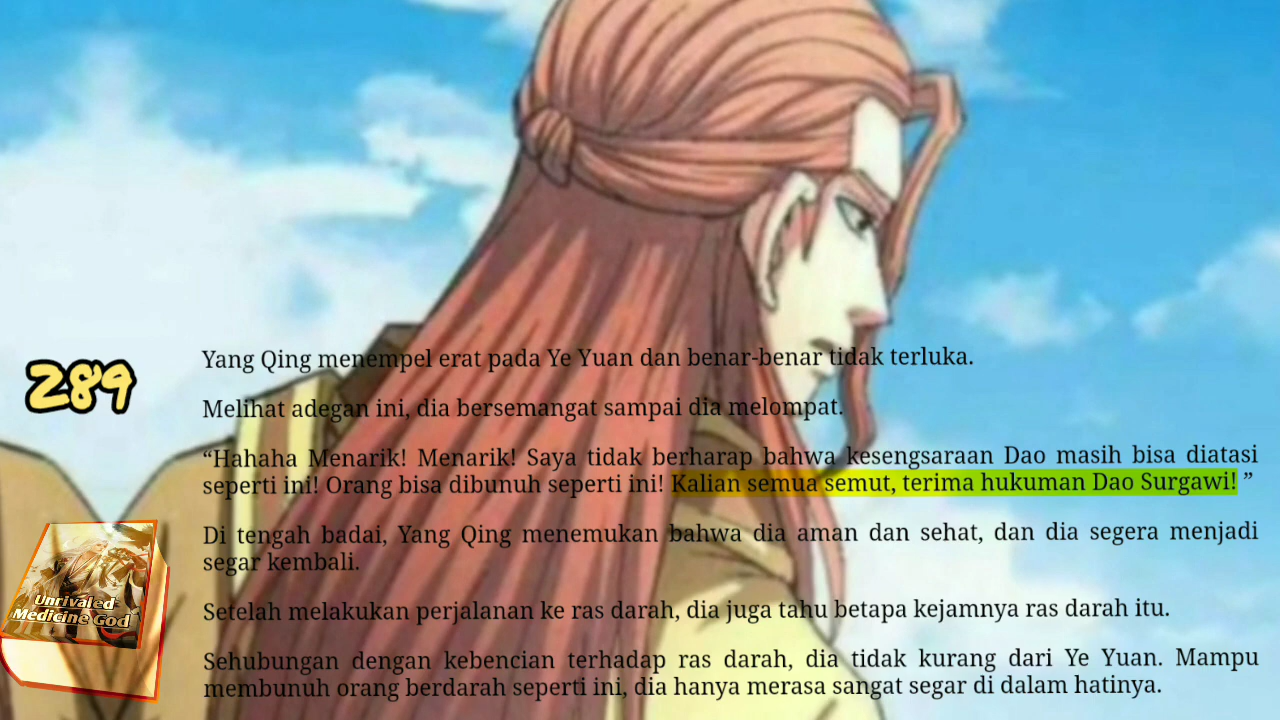 Yang Qing menempel erat pada Ye Yuan dan benar-benar tidak terluka.
289
Melihat adegan ini, dia bersemangat sampai dia melompat.
“Hahaha Menarik! Menarik! Saya tidak berharap bahwa kesengsaraan Dao masih bisa diatasi
seperti ini! Orang bisa dibunuh seperti ini! Kalian semua semut, terima hukuman Dao Surgawi! ”
Di tengah badai, Yang Qing menemukan bahwa dia aman dan sehat, dan dia segera menjadi
segar kembali.
Unrivaled
Medicine God
Setelah melakukan perjalanan ke ras darah, dia juga tahu betapa kejamnya ras darah itu.
Sehubungan dengan kebencian terhadap ras darah, dia tidak kurang dari Ye Yuan. Mampu
membunuh orang berdarah seperti ini, dia hanya merasa sangat segar di dalam hatinya.